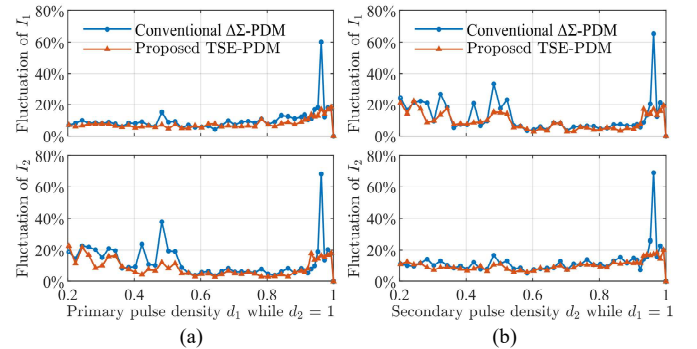 80%
60%
40%
20%
0%
Fluctuation of I₁
Conventional ΔΣ-PDM
Proposed TSE-PDM
80%
60%
40%
20%
0%
Fluctuation of I₂
0.2
0.4
0.6
0.8
1
Primary pulse density d₁ while d₂ = 1
(a)
80%
60%
40%
20%
0%
Fluctuation of I₁
Conventional ΔΣ-PDM
Proposed TSE-PDM
80%
60%
40%
20%
0%
Fluctuation of I₂
0.2
0.4
0.6
0.8
1
Secondary pulse density d₂ while d₁ = 1
(b)